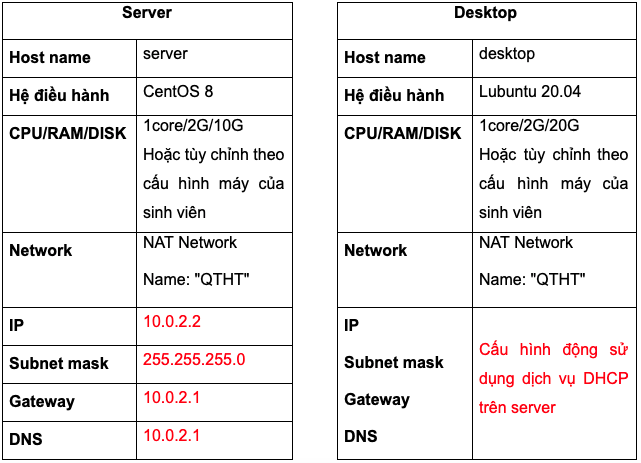 Server
Host name
server
Hệ điều hành
CentOS 8
CPU/RAM/DISK
1core/2G/10G
Hoặc tùy chỉnh theo
cấu hình máy của
sinh viên
Network
NAT Network
Name: "QTHT"
IP
10.0.2.2
Subnet mask
255.255.255.0
Gateway
10.0.2.1
DNS
10.0.2.1
Desktop
Host name
desktop
Hệ điều hành
Lubuntu 20.04
CPU/RAM/DISK
1core/2G/20G
Hoặc tùy chỉnh theo
cấu hình máy của
sinh viên
Network
NAT Network
Name: "QTHT"
IP
Subnet mask
Gateway
DNS
Cấu hình động sử
dụng dịch vụ DHCP
trên server